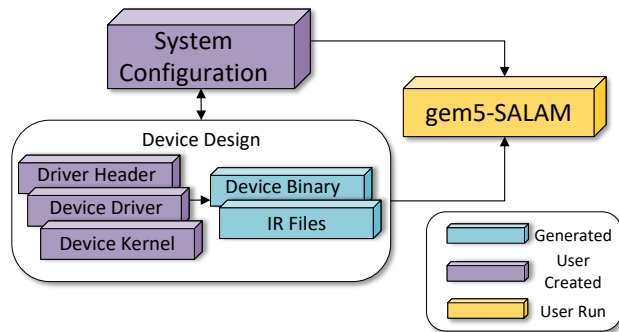 System
Configuration
gem5-SALAM
Device Design
Driver Header
Device Driver
Device Kernel
Device Binary
IR Files
Generated
User
Created
User Run